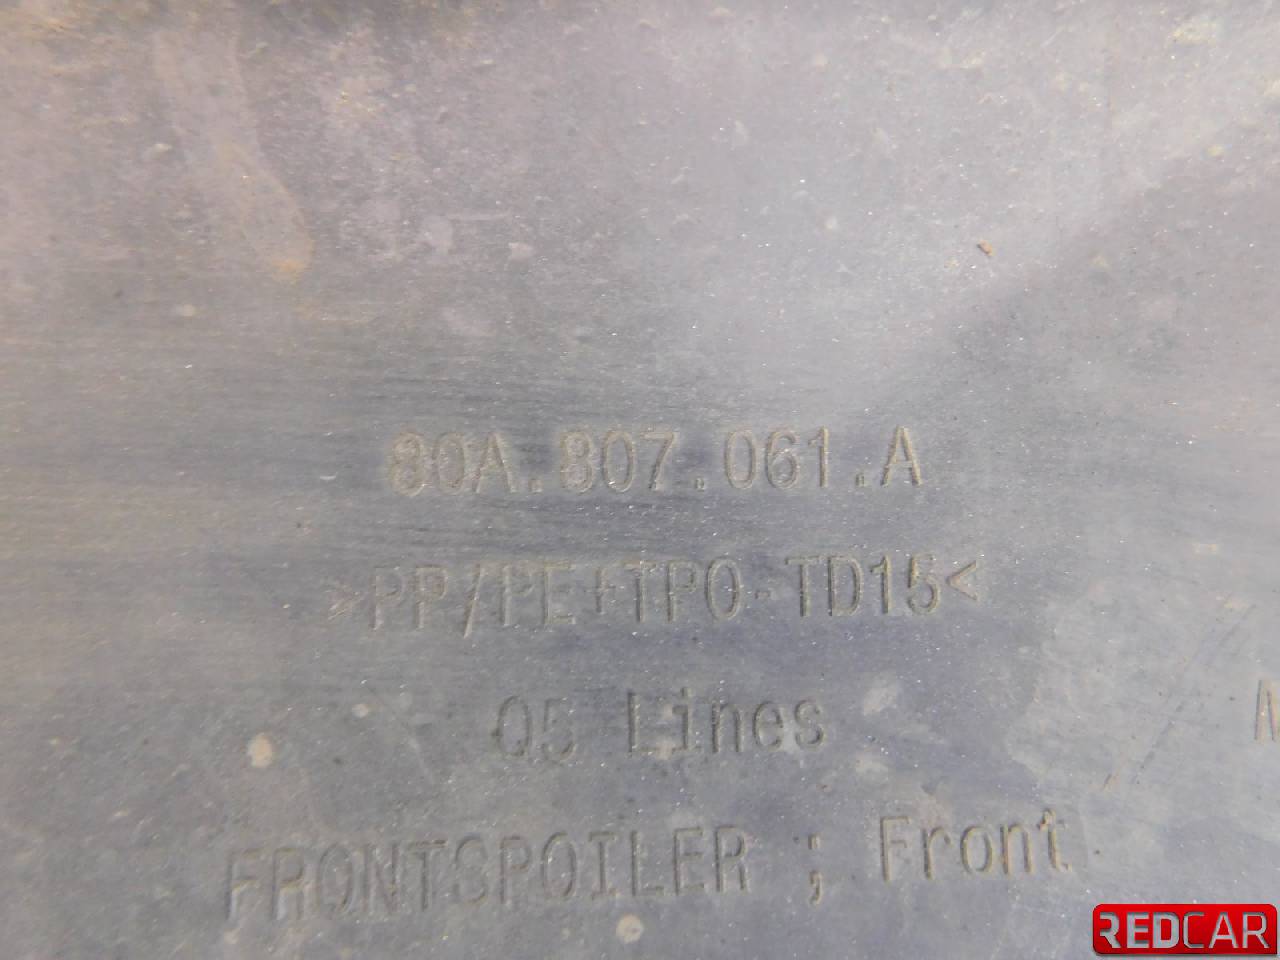 80A.807.061.A
>PP/PE+TPO-TD15<
Q5 Lines
FRONTSPOILER ; Front
REDCAR